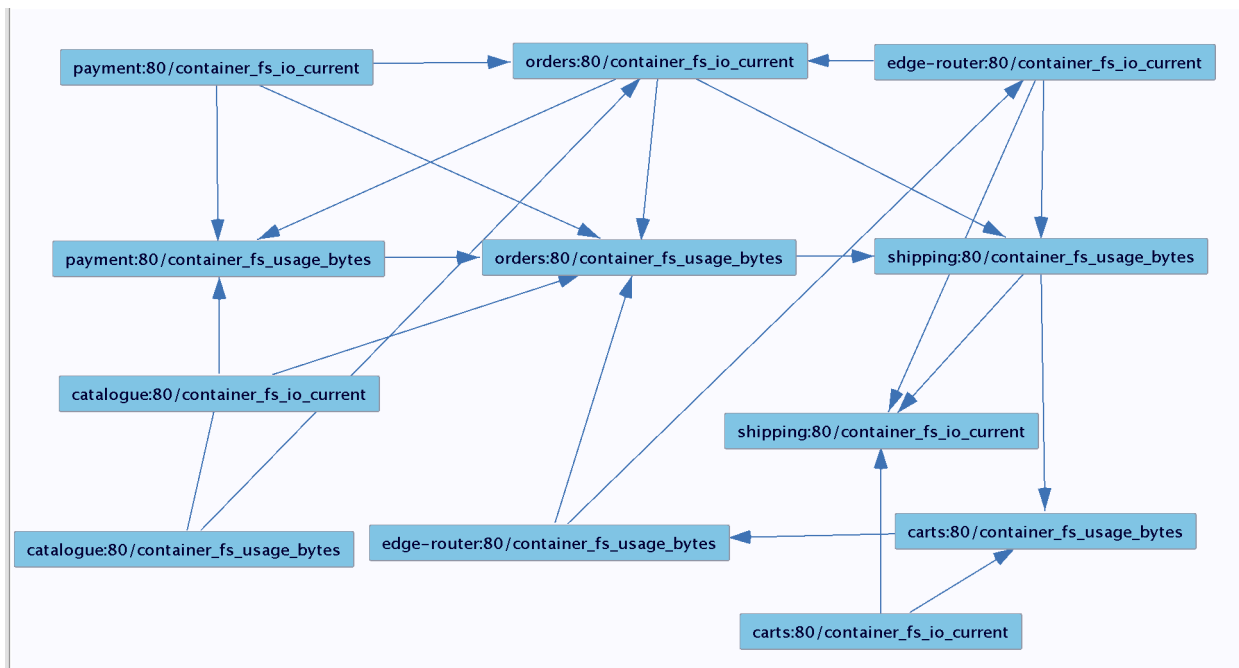 payment:80/container_fs_io_current
orders:80/container_fs_io_current
edge-router:80/container_fs_io_current
payment:80/container_fs_usage_bytes
orders:80/container_fs_usage_bytes
shipping:80/container_fs_usage_bytes
catalogue:80/container_fs_io_current
shipping:80/container_fs_io_current
catalogue:80/container_fs_usage_bytes
edge-router:80/container_fs_usage_bytes
carts:80/container_fs_usage_bytes
carts:80/container_fs_io_current